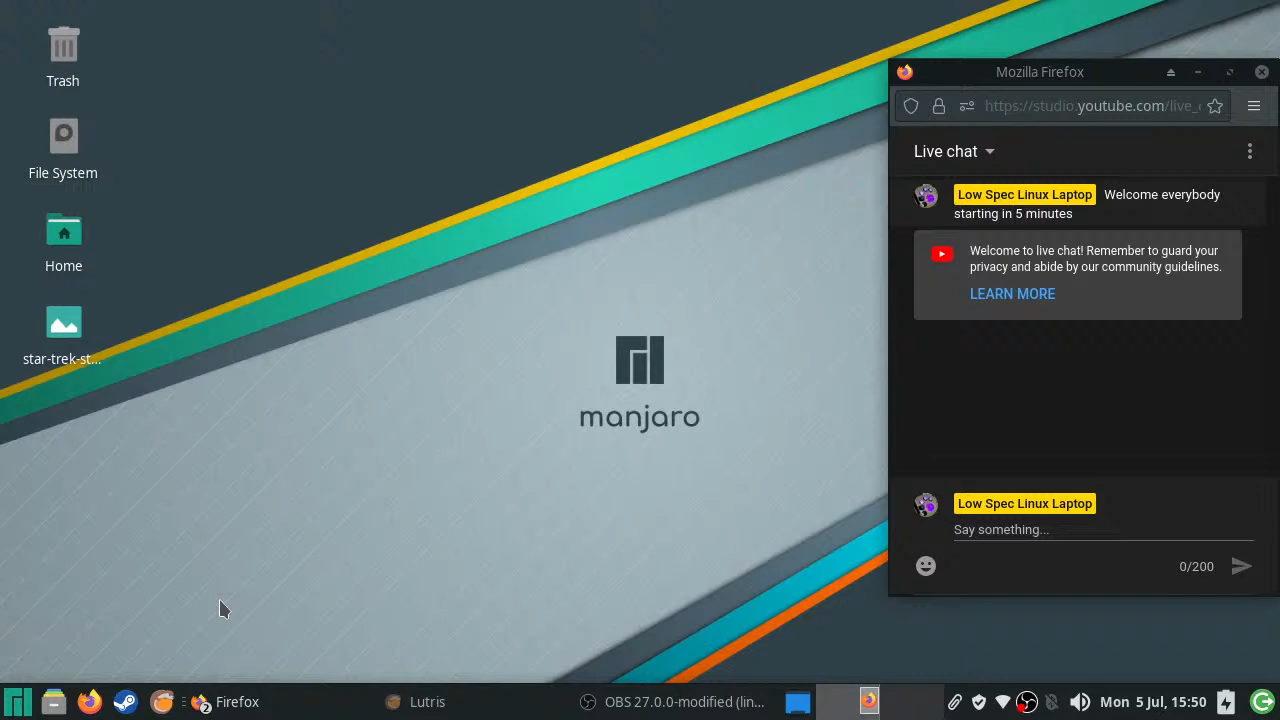 Trash
File System
Home
star-trek-st...
manjaro
Mozilla Firefox
https://studio.youtube.com/live_c
Live chat
Low Spec Linux Laptop Welcome everybody
starting in 5 minutes
Welcome to live chat! Remember to guard your
privacy and abide by our community guidelines.
LEARN MORE
Low Spec Linux Laptop
Say something...
0/200
2 Firefox
Lutris
OBS 27.0.0-modified (lin...
Mon 5 Jul, 15:50